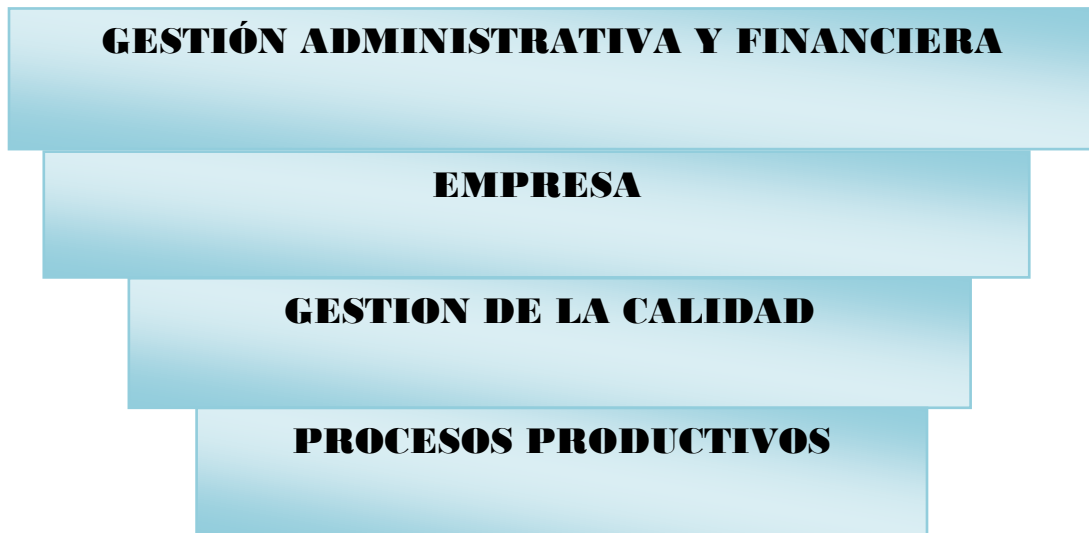 GESTIÓN ADMINISTRATIVA Y FINANCIERA
EMPRESA
GESTION DE LA CALIDAD
PROCESOS PRODUCTIVOS